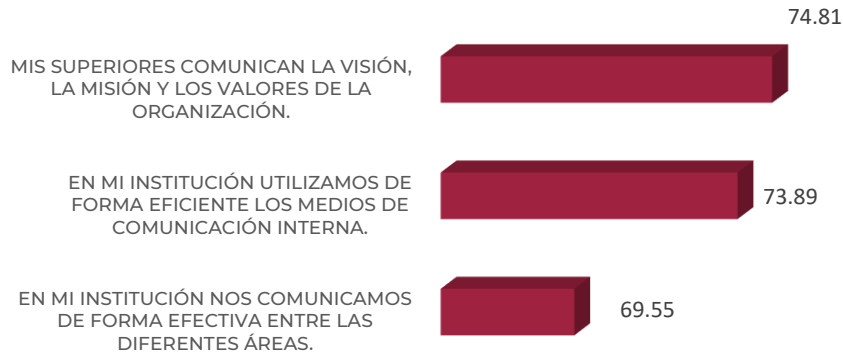 74.81
MIS SUPERIORES COMUNICAN LA VISIÓN,
LA MISIÓN Y LOS VALORES DE LA
ORGANIZACIÓN.
EN MI INSTITUCIÓN UTILIZAMOS DE
FORMA EFICIENTE LOS MEDIOS DE
COMUNICACIÓN INTERNA.
73.89
EN MI INSTITUCIÓN NOS COMUNICAMOS
DE FORMA EFECTIVA ENTRE LAS
DIFERENTES ÁREAS.
69.55